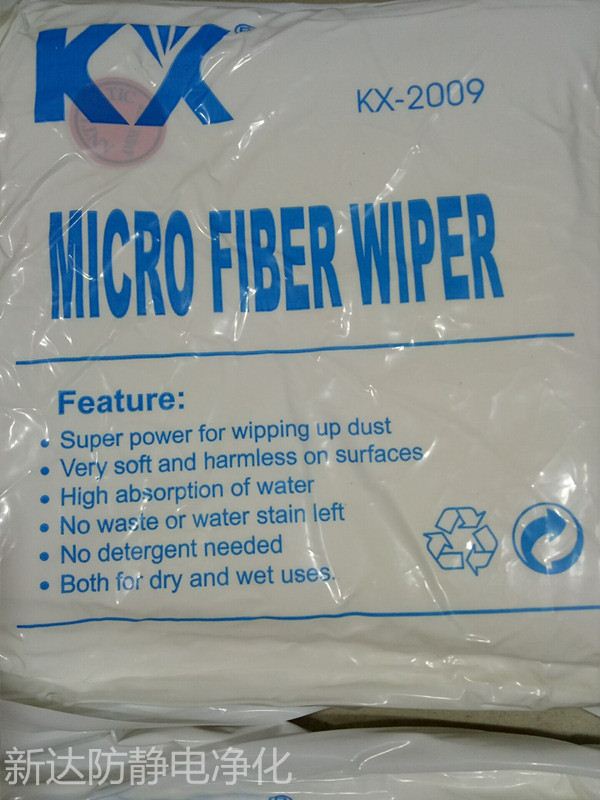 KX®
KX-2009
MICRO FIBER WIPER
Feature:
• Super power for wipping up dust
• Very soft and harmless on surfaces
• High absorption of water
• No waste or water stain left
• No detergent needed
• Both for dry and wet uses.
新达防静电净化